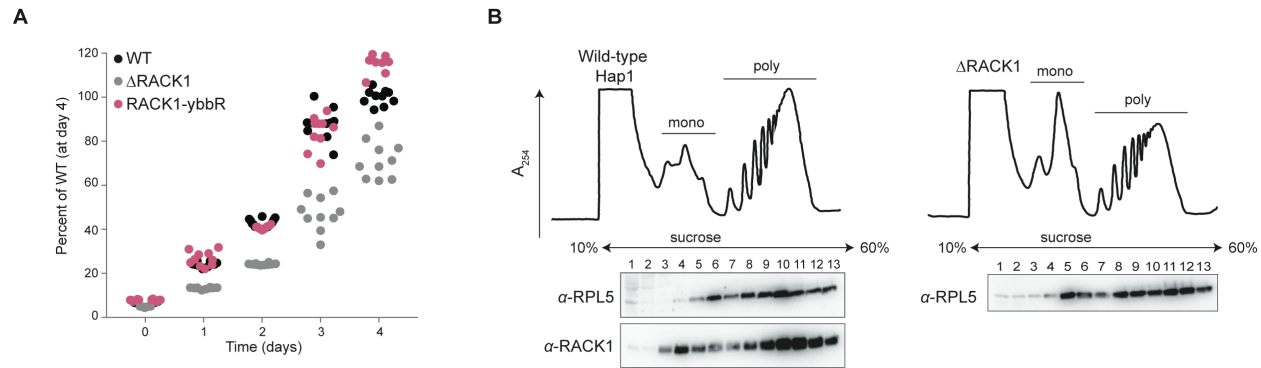 A
B
Percent of WT (at day 4)
120
100
80
60
40
20
0
WT
ΔRACK1
RACK1-ybbR
0 1 2 3 4
Time (days)
Wild-type
Hap1
mono
poly
A254
10% sucrose 60%
1 2 3 4 5 6 7 8 9 10 11 12 13
α-RPL5
α-RACK1
ΔRACK1
mono
poly
10% sucrose 60%
1 2 3 4 5 6 7 8 9 10 11 12 13
α-RPL5